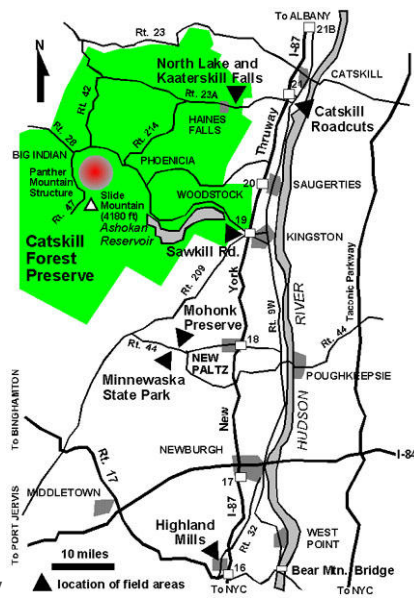 To ALBANY
Rt. 23
21B
I-87
N
North Lake and
Kaaterskill Falls
CATSKILL
Rt. 42
Rt. 23A
21
Catskill
Roadcuts
HAINES
FALLS
Rt. 214
Thruway
Rt. 28
BIG INDIAN
PHOENICIA
Panther
Mountain
Structure
WOODSTOCK
20
SAUGERTIES
Rt. 47
Slide
Mountain
(4180 ft)
Ashokan
Reservoir
19
KINGSTON
Catskill
Forest
Preserve
Sawkill Rd.
Rt. 209
York
Rt. 9W
RIVER
Taconic Parkway
Mohonk
Preserve
Rt. 44
Rt. 44
18
NEW
PALTZ
POUGHKEEPSIE
Minnewaska
State Park
HUDSON
To BINGHAMTON
New
Rt. 17
NEWBURGH
I-84
17
MIDDLETOWN
I-87
To PORT JERVIS
Highland
Mills
Rt. 32
WEST
POINT
10 miles
16
Bear Mtn. Bridge
location of field areas
To NYC
To NYC